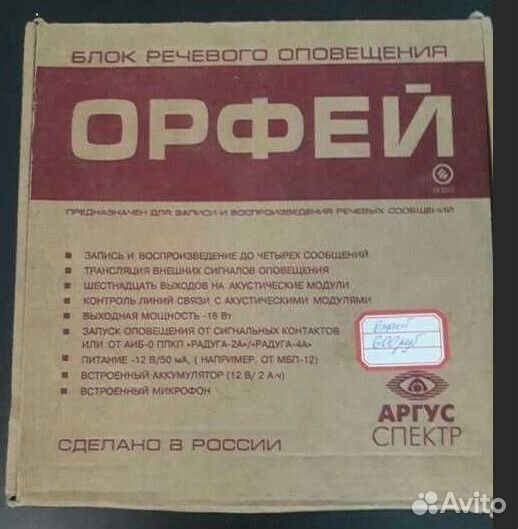 БЛОК РЕЧЕВОГО ОПОВЕЩЕНИЯ
ОРФЕЙ
ПРЕДНАЗНАЧЕН ДЛЯ ЗАПИСИ И ВОСПРОИЗВЕДЕНИЯ РЕЧЕВЫХ СООБЩЕНИЙ
ЗАПИСЬ И ВОСПРОИЗВЕДЕНИЕ ДО ЧЕТЫРЕХ СООБЩЕНИЙ
ТРАНСЛЯЦИЯ ВНЕШНИХ СИГНАЛОВ ОПОВЕЩЕНИЯ
ШЕСТНАДЦАТЬ ВЫХОДОВ НА АКУСТИЧЕСКИЕ МОДУЛИ
КОНТРОЛЬ ЛИНИЙ СВЯЗИ С АКУСТИЧЕСКИМИ МОДУЛЯМИ
ВЫХОДНАЯ МОЩНОСТЬ -18 Вт
ЗАПУСК ОПОВЕЩЕНИЯ ОТ СИГНАЛЬНЫХ КОНТАКТОВ
ИЛИ ОТ АИБ-0 ППКП «РАДУГА-2А»/«РАДУГА-4А»
ПИТАНИЕ -12 В/50 мА, ( НАПРИМЕР, ОТ МБП-12)
ВСТРОЕННЫЙ АККУМУЛЯТОР (12 В/ 2 А·ч)
ВСТРОЕННЫЙ МИКРОФОН
Орфей
600 руб
АРГУС
СПЕКТР
СДЕЛАНО В РОССИИ
Avito